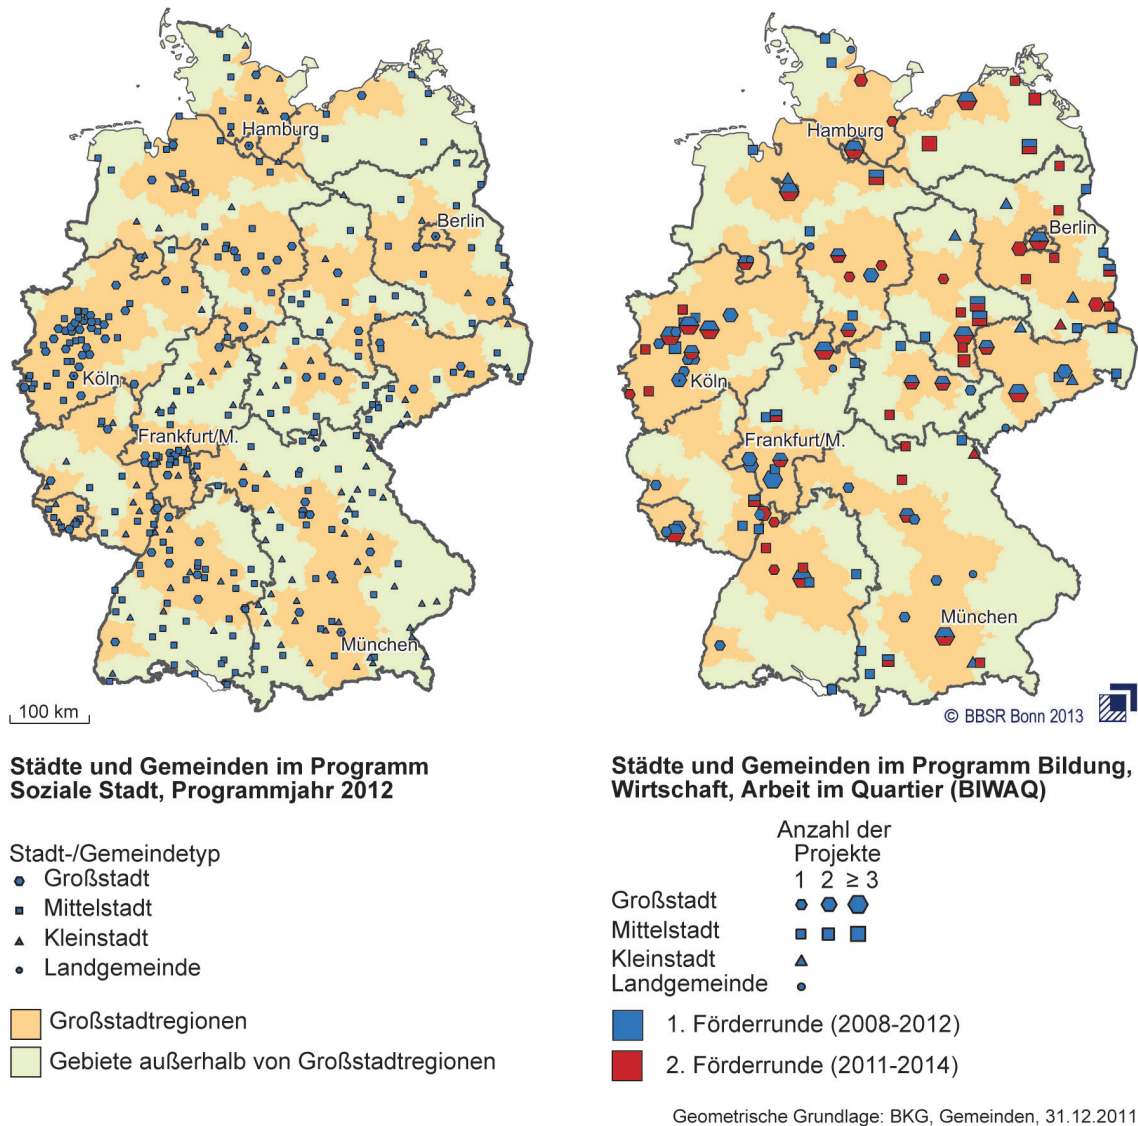 Hamburg
Berlin
Köln
Frankfurt/M.
München
100 km
Hamburg
Berlin
Köln
Frankfurt/M.
München
© BBSR Bonn 2013
Städte und Gemeinden im Programm
Soziale Stadt, Programmjahr 2012
Stadt-/Gemeindetyp
Großstadt
Mittelstadt
Kleinstadt
Landgemeinde
Großstadtregionen
Gebiete außerhalb von Großstadtregionen
Städte und Gemeinden im Programm Bildung,
Wirtschaft, Arbeit im Quartier (BIWAQ)
Anzahl der
Projekte
1 2 ≥ 3
Großstadt
Mittelstadt
Kleinstadt
Landgemeinde
1. Förderrunde (2008-2012)
2. Förderrunde (2011-2014)
Geometrische Grundlage: BKG, Gemeinden, 31.12.2011